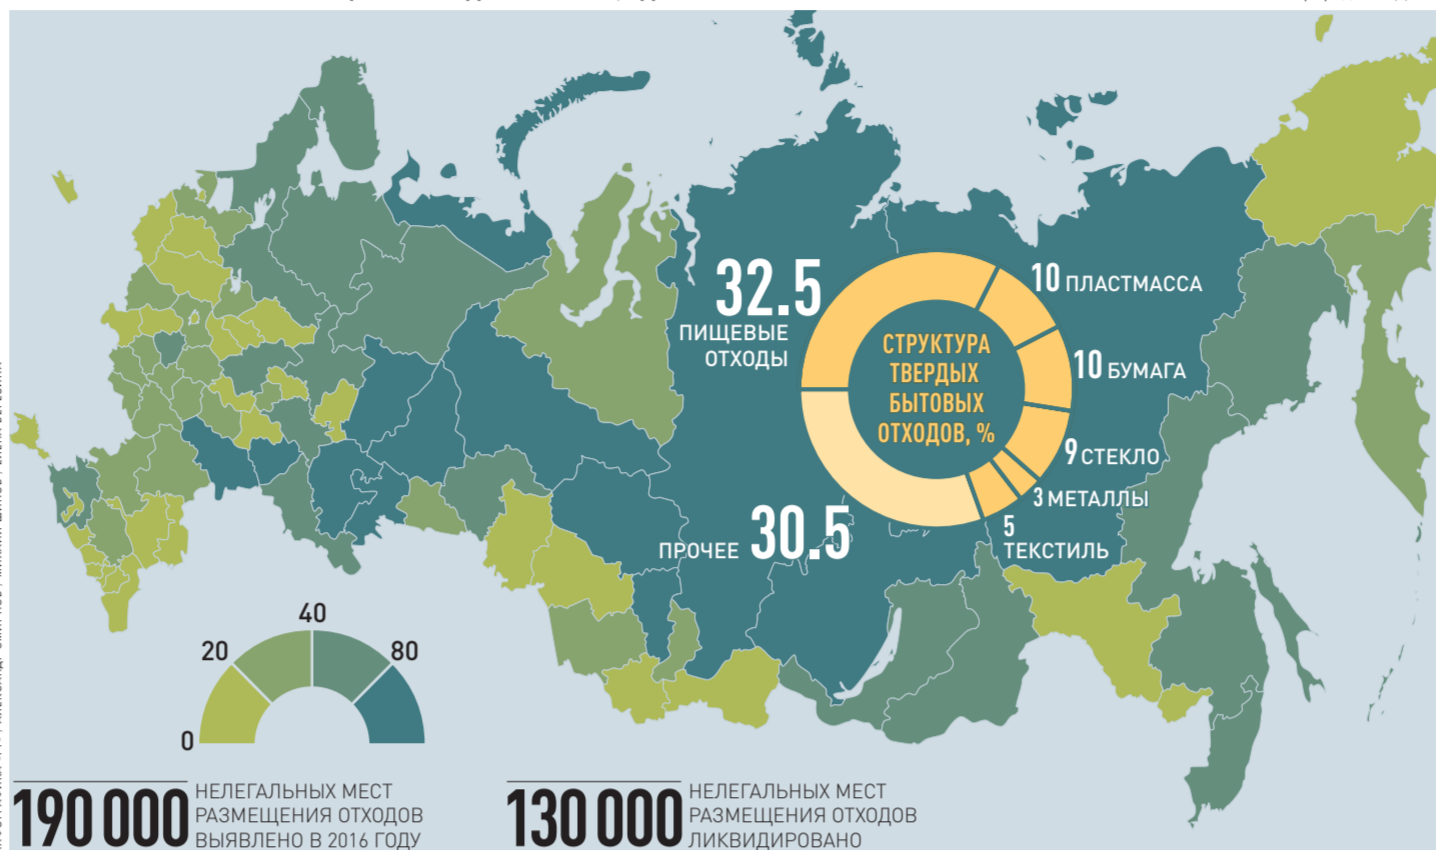 32.5
ПИЩЕВЫЕ
ОТХОДЫ
10 ПЛАСТМАССА
10 БУМАГА
9 СТЕКЛО
3 МЕТАЛЛЫ
5
ТЕКСТИЛЬ
ПРОЧЕЕ 30.5
СТРУКТУРА
ТВЕРДЫХ
БЫТОВЫХ
ОТХОДОВ, %
0
20
40
80
190 000
НЕЛЕГАЛЬНЫХ МЕСТ
РАЗМЕЩЕНИЯ ОТХОДОВ
ВЫЯВЛЕНО В 2016 ГОДУ
130 000
НЕЛЕГАЛЬНЫХ МЕСТ
РАЗМЕЩЕНИЯ ОТХОДОВ
ЛИКВИДИРОВАНО